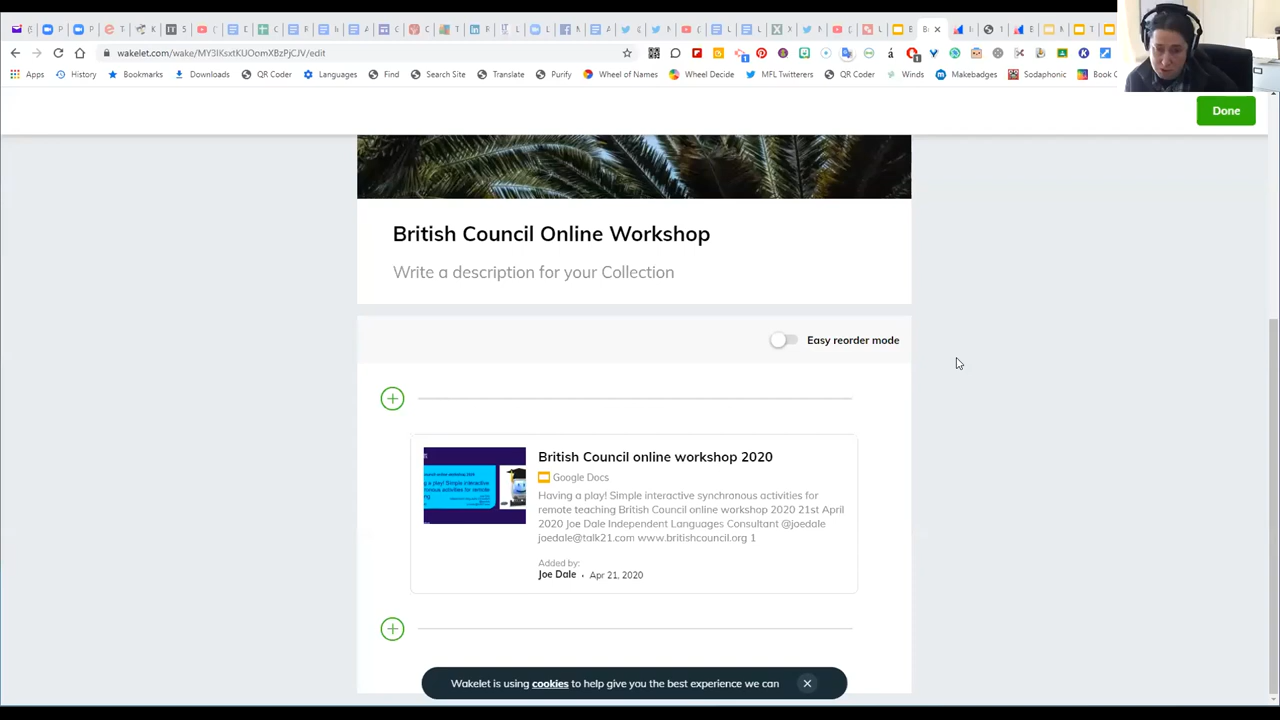 wakelet.com/wake/MY3IKsxtKUOomXBzPjCJV/edit
Apps History Bookmarks Downloads QR Coder Languages Find Search Site Translate Purify Wheel of Names Wheel Decide MFL Twitterers QR Coder Winds Makebadges Sodaphonic Book
Done
British Council Online Workshop
Write a description for your Collection
Easy reorder mode
British Council online workshop 2020
Google Docs
Having a play! Simple interactive synchronous activities for
remote teaching British Council online workshop 2020 21st April
2020 Joe Dale Independent Languages Consultant @joedale
joedale@talk21.com www.britishcouncil.org 1
Added by:
Joe Dale • Apr 21, 2020
Wakelet is using cookies to help give you the best experience we can